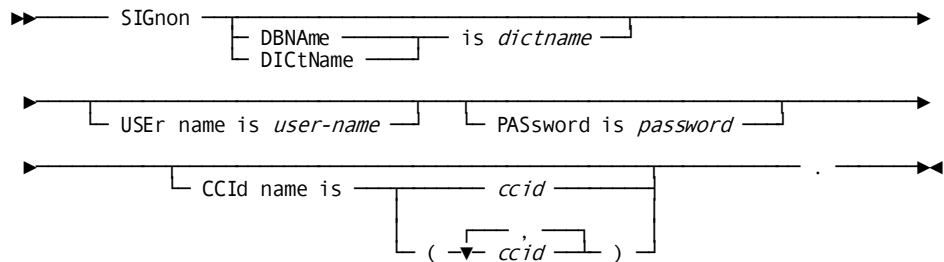 SIGnon
DBNAme is dictname
DICtName
USEr name is user-name PASsword is password
CCId name is ccid .
,
( ccid )